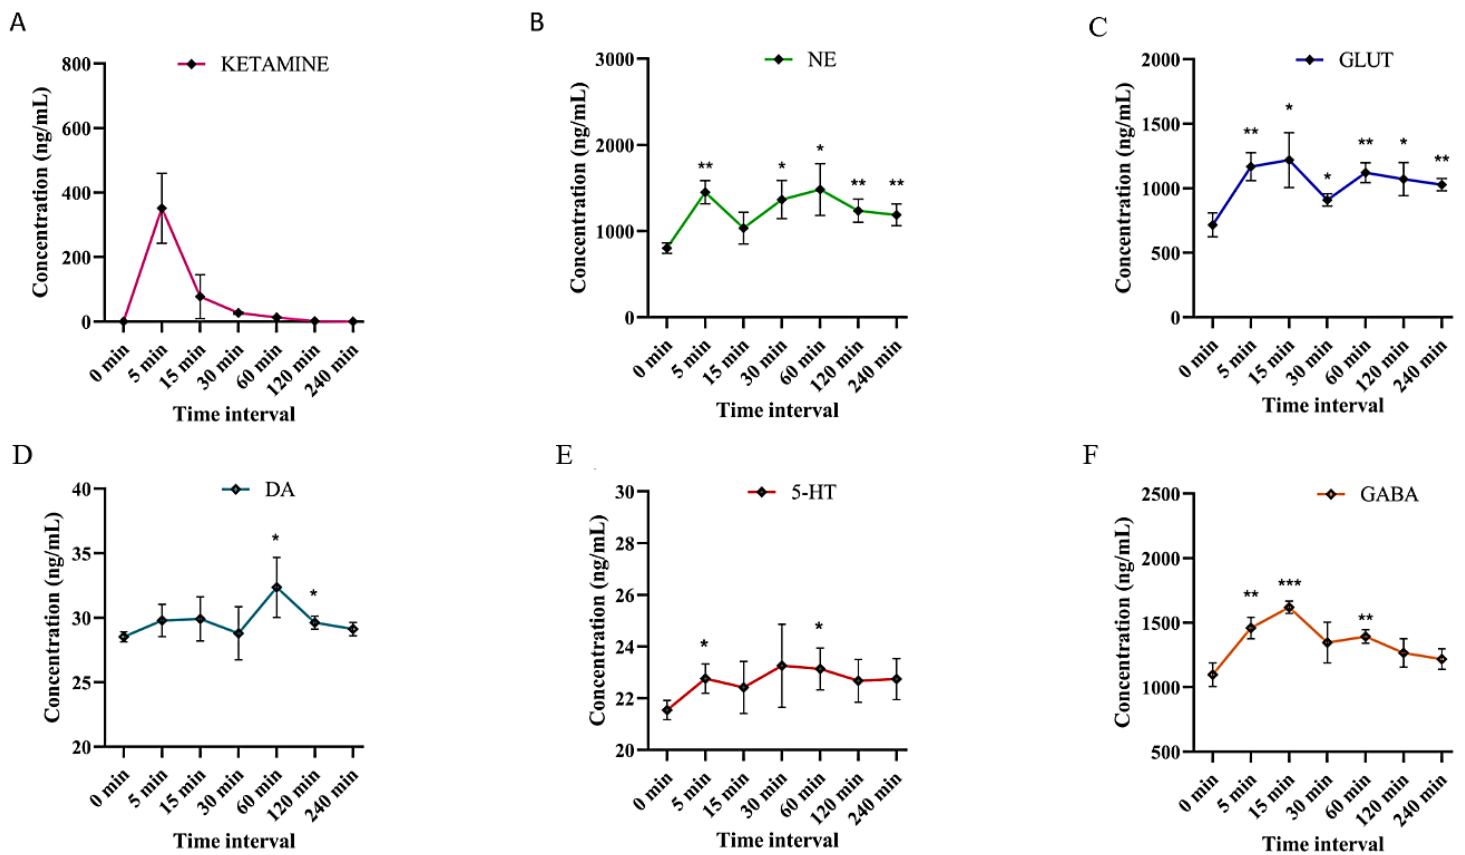 A
KETAMINE
Concentration (ng/mL)
800
600
400
200
0
0 min
5 min
15 min
30 min
60 min
120 min
240 min
Time interval
B
NE
Concentration (ng/mL)
3000
2000
1000
0
**
*
*
**
**
0 min
5 min
15 min
30 min
60 min
120 min
240 min
Time interval
C
GLUT
Concentration (ng/mL)
2000
1500
1000
500
0
**
*
*
**
*
**
0 min
5 min
15 min
30 min
60 min
120 min
240 min
Time interval
D
DA
Concentration (ng/mL)
40
35
30
25
20
*
*
0 min
5 min
15 min
30 min
60 min
120 min
240 min
Time interval
E
5-HT
Concentration (ng/mL)
30
28
26
24
22
20
*
*
0 min
5 min
15 min
30 min
60 min
120 min
240 min
Time interval
F
GABA
Concentration (ng/mL)
2500
2000
1500
1000
500
**
***
**
0 min
5 min
15 min
30 min
60 min
120 min
240 min
Time interval